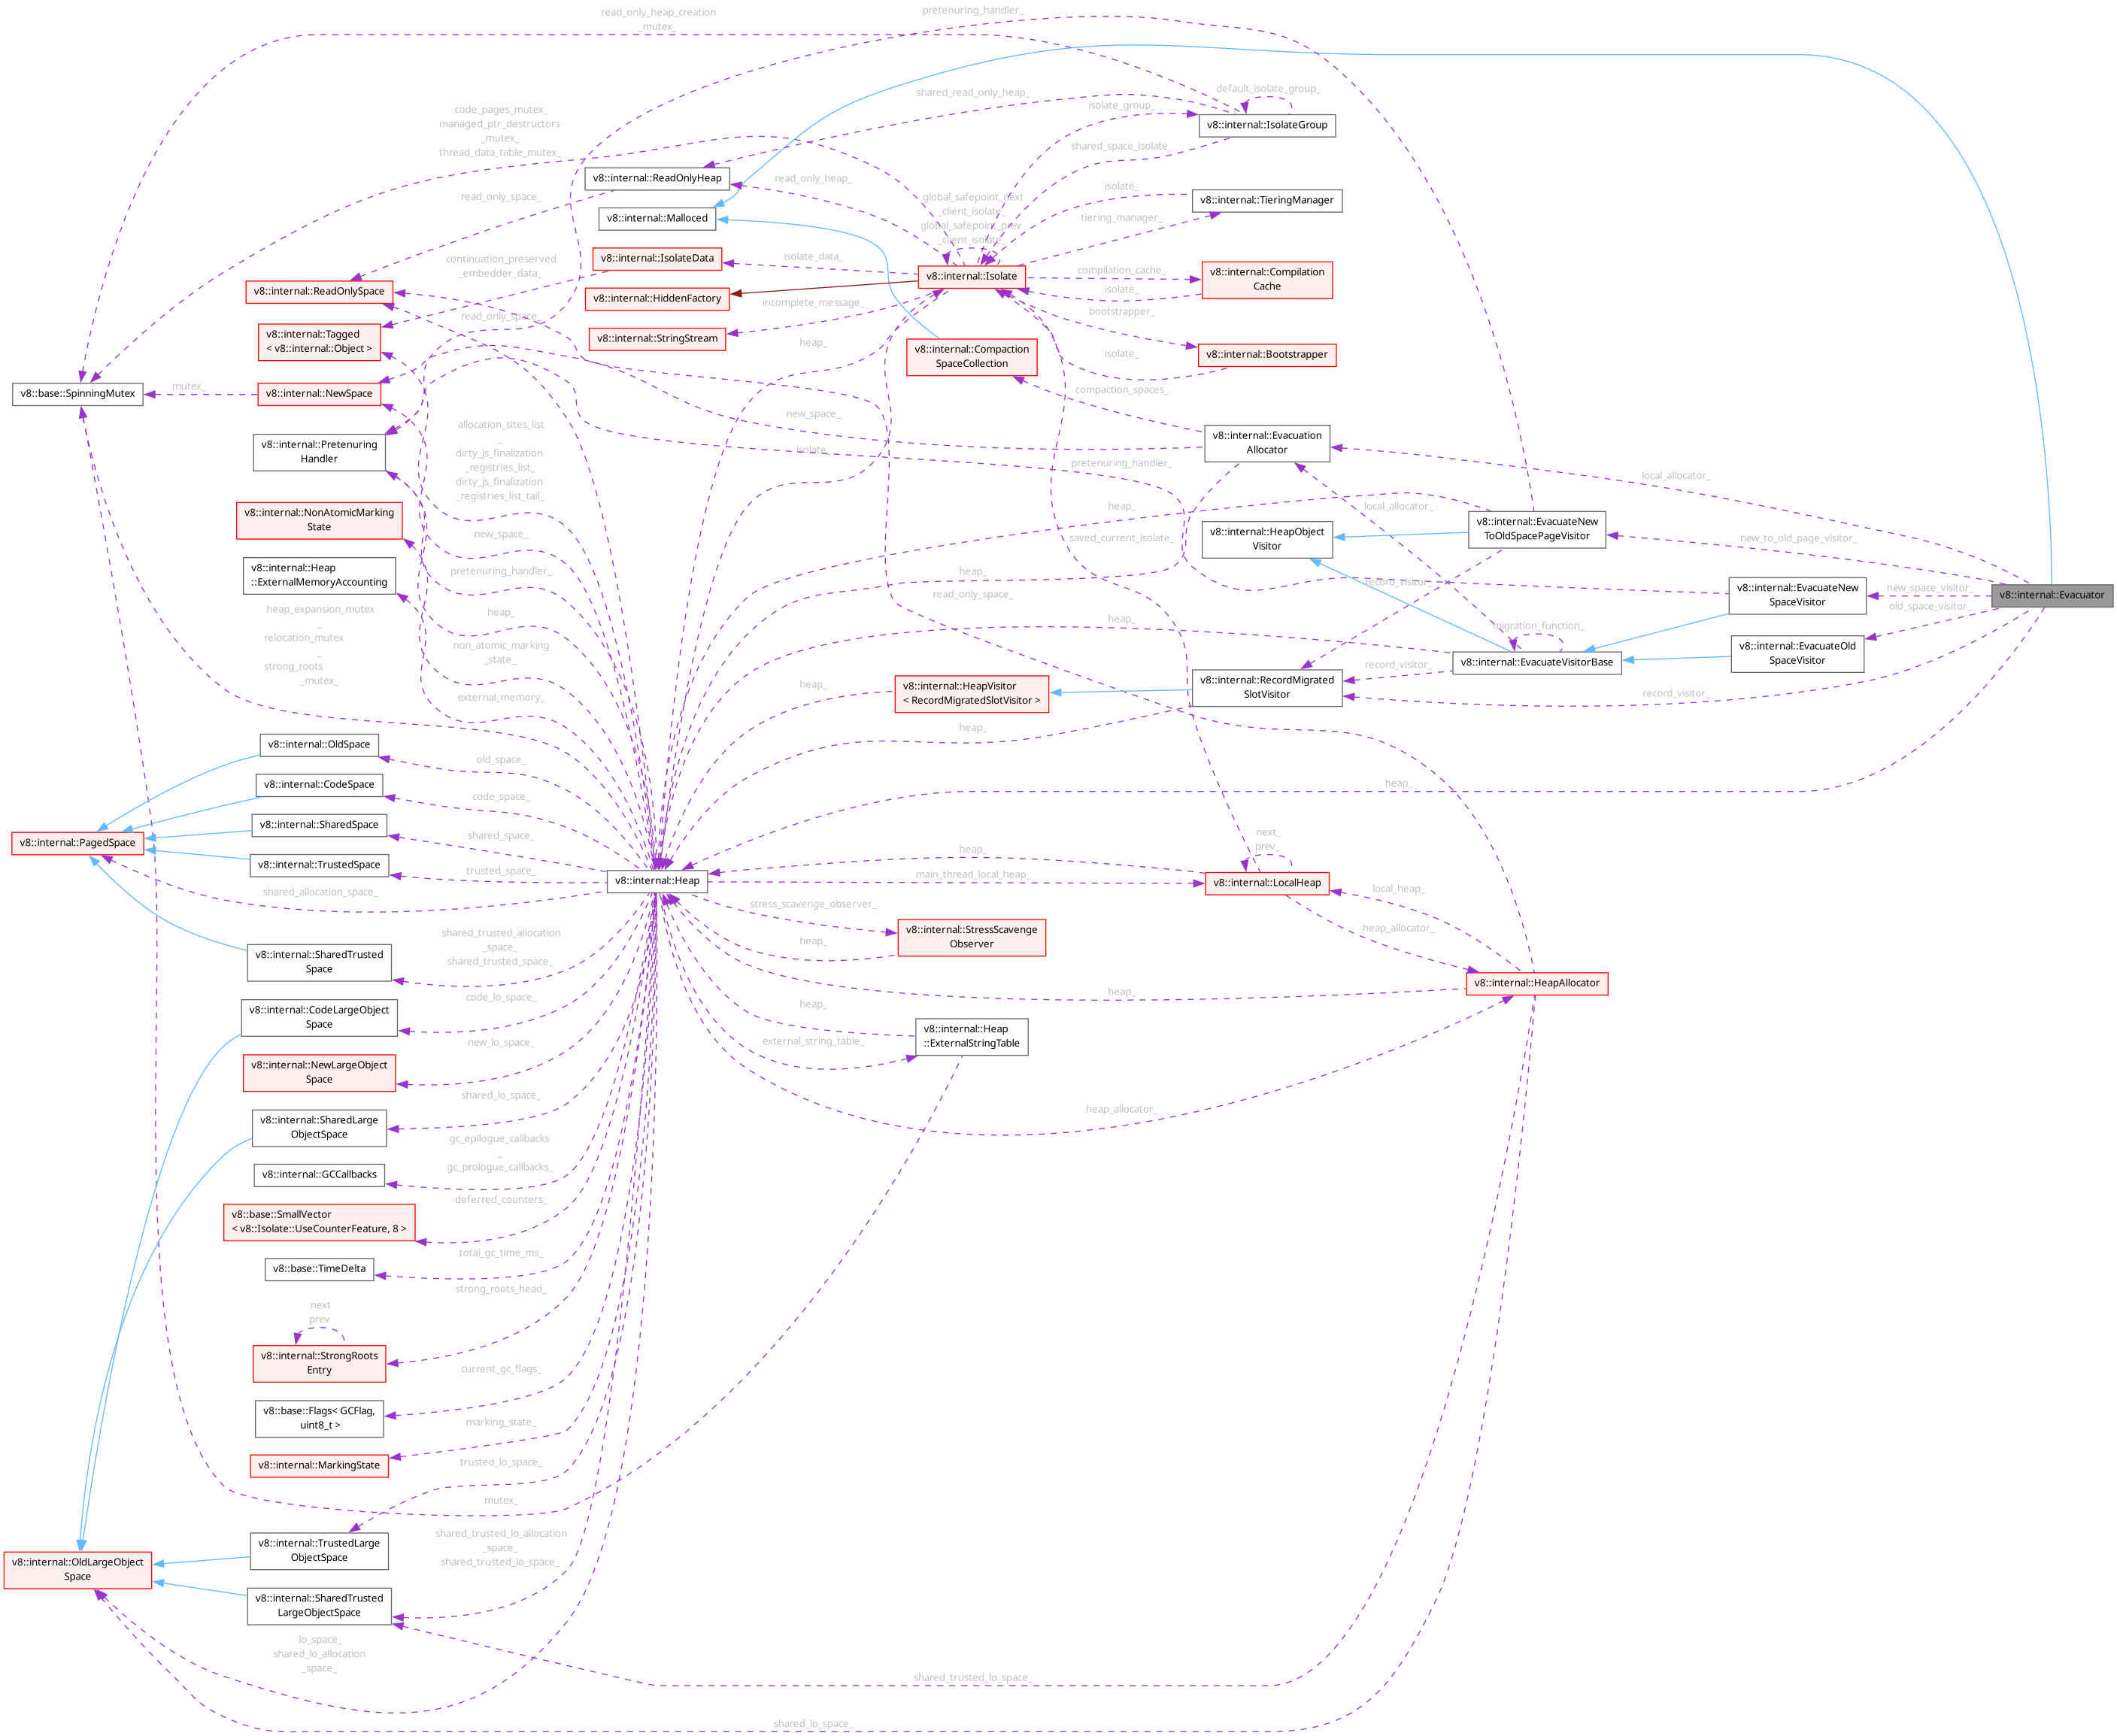 read_only_heap_creation
_mutex_
pretenuring_handler_
code_pages_mutex_
managed_ptr_destructors
_mutex_
thread_data_table_mutex_
shared_read_only_heap_
default_isolate_group_
isolate_group_
v8::internal::IsolateGroup
shared_space_isolate_
v8::internal::ReadOnlyHeap
read_only_heap_
read_only_space_
v8::internal::Malloced
global_safepoint_next
_client_isolate_
global_safepoint_prev
_client_isolate_
isolate_
v8::internal::TieringManager
tiering_manager_
continuation_preserved
_embedder_data_
v8::internal::IsolateData
isolate_data_
v8::internal::Isolate
compilation_cache_
v8::internal::Compilation
Cache
isolate_
v8::internal::ReadOnlySpace
v8::internal::HiddenFactory
incomplete_message_
bootstrapper_
read_only_space_
v8::internal::Tagged
< v8::internal::Object >
v8::internal::StringStream
heap_
v8::internal::Compaction
SpaceCollection
isolate_
v8::internal::Bootstrapper
v8::base::SpinningMutex
mutex_
v8::internal::NewSpace
compaction_spaces_
new_space_
allocation_sites_list
_
dirty_js_finalization
_registries_list_
dirty_js_finalization
_registries_list_tail_
isolate_
v8::internal::Pretenuring
Handler
v8::internal::Evacuation
Allocator
pretenuring_handler_
local_allocator_
local_allocator_
v8::internal::NonAtomicMarking
State
new_space_
heap_
saved_current_isolate_
v8::internal::HeapObject
Visitor
v8::internal::EvacuateNew
ToOldSpacePageVisitor
new_to_old_page_visitor_
v8::internal::Heap
::ExternalMemoryAccounting
pretenuring_handler_
heap_
read_only_space_
record_visitor_
v8::internal::EvacuateNew
SpaceVisitor
new_space_visitor_
v8::internal::Evacuator
old_space_visitor_
heap_expansion_mutex
_
relocation_mutex
_
strong_roots
_mutex_
heap_
non_atomic_marking
_state_
heap_
migration_function_
v8::internal::EvacuateVisitorBase
v8::internal::EvacuateOld
SpaceVisitor
external_memory_
heap_
v8::internal::HeapVisitor
< RecordMigratedSlotVisitor >
v8::internal::RecordMigrated
SlotVisitor
record_visitor_
record_visitor_
heap_
v8::internal::OldSpace
old_space_
v8::internal::CodeSpace
code_space_
heap_
v8::internal::SharedSpace
shared_space_
v8::internal::PagedSpace
v8::internal::TrustedSpace
trusted_space_
shared_allocation_space_
v8::internal::Heap
heap_
main_thread_local_heap_
next_
prev_
v8::internal::LocalHeap
local_heap_
stress_scavenge_observer_
v8::internal::StressScavenge
Observer
heap_
heap_allocator_
shared_trusted_allocation
_space_
shared_trusted_space_
v8::internal::SharedTrusted
Space
v8::internal::HeapAllocator
heap_
v8::internal::CodeLargeObject
Space
code_lo_space_
heap_
v8::internal::Heap
::ExternalStringTable
external_string_table_
v8::internal::NewLargeObject
Space
new_lo_space_
v8::internal::SharedLarge
ObjectSpace
shared_lo_space_
heap_allocator_
v8::internal::GCCallbacks
gc_epilogue_callbacks
_
gc_prologue_callbacks_
v8::base::SmallVector
< v8::Isolate::UseCounterFeature, 8 >
deferred_counters_
v8::base::TimeDelta
total_gc_time_ms_
strong_roots_head_
next
prev
v8::internal::StrongRoots
Entry
current_gc_flags_
v8::base::Flags< GCFlag,
uint8_t >
marking_state_
v8::internal::MarkingState
trusted_lo_space_
mutex_
v8::internal::TrustedLarge
ObjectSpace
shared_trusted_lo_allocation
_space_
shared_trusted_lo_space_
v8::internal::OldLargeObject
Space
v8::internal::SharedTrusted
LargeObjectSpace
lo_space_
shared_lo_allocation
_space_
shared_trusted_lo_space_
shared_lo_space_